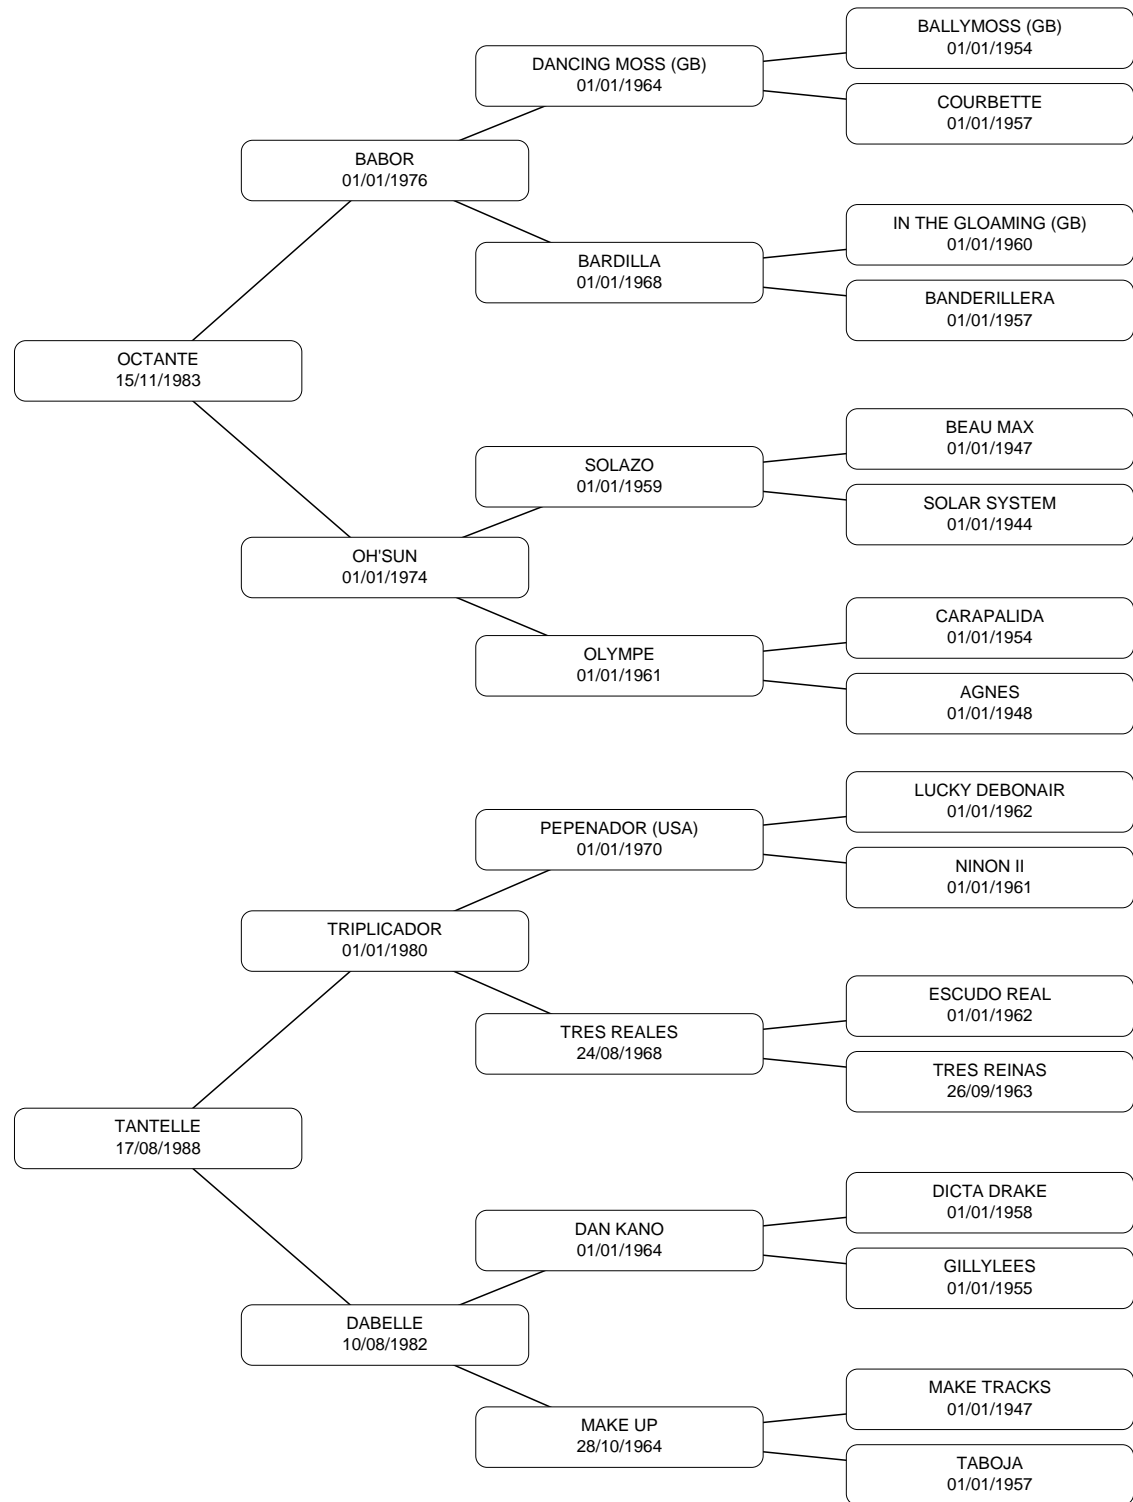 BALLYMOSS (GB)
01/01/1954
DANCING MOSS (GB)
01/01/1964
COURBETTE
01/01/1957
BABOR
01/01/1976
IN THE GLOAMING (GB)
01/01/1960
BARDILLA
01/01/1968
BANDERILLERA
01/01/1957
OCTANTE
15/11/1983
BEAU MAX
01/01/1947
SOLAZO
01/01/1959
SOLAR SYSTEM
01/01/1944
OH'SUN
01/01/1974
CARAPALIDA
01/01/1954
OLYMPE
01/01/1961
AGNES
01/01/1948
LUCKY DEBONAIR
01/01/1962
PEPENADOR (USA)
01/01/1970
NINON II
01/01/1961
TRIPLICADOR
01/01/1980
ESCUDO REAL
01/01/1962
TRES REALES
24/08/1968
TRES REINAS
26/09/1963
TANTELLE
17/08/1988
DICTA DRAKE
01/01/1958
DAN KANO
01/01/1964
GILLYLEES
01/01/1955
DABELLE
10/08/1982
MAKE TRACKS
01/01/1947
MAKE UP
28/10/1964
TABOJA
01/01/1957